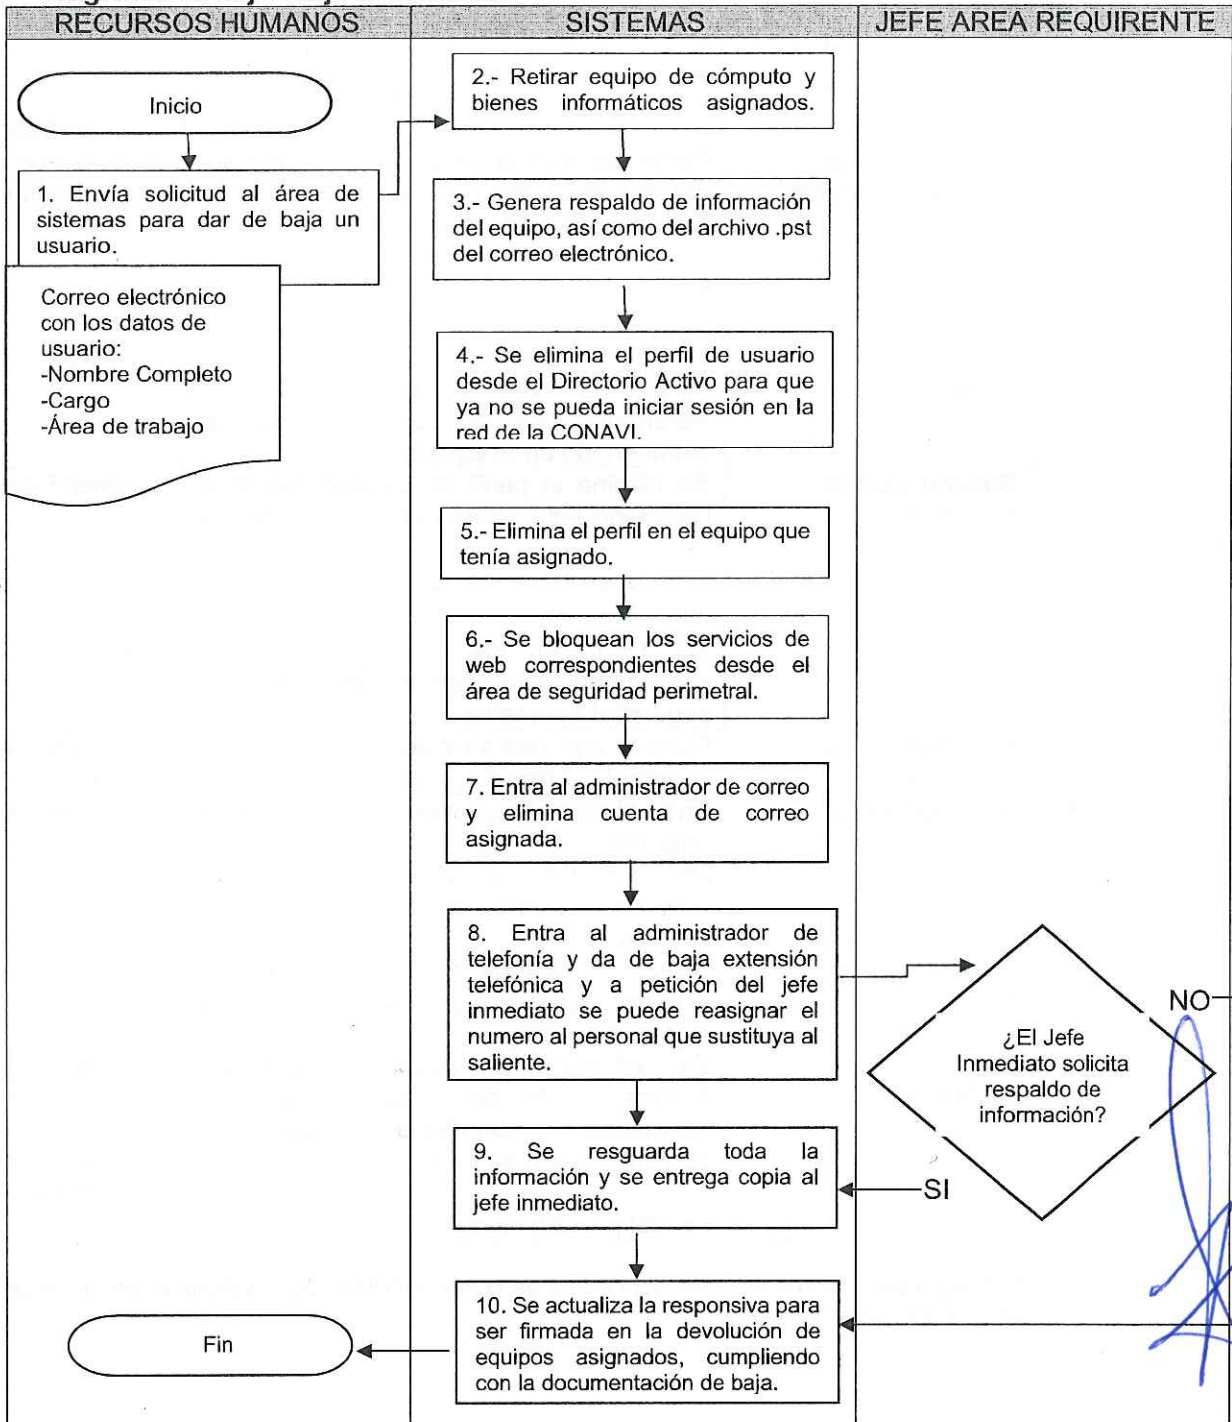 RECURSOS HUMANOS
SISTEMAS
JEFE AREA REQUIRENTE
Inicio
1. Envía solicitud al área de
sistemas para dar de baja un
usuario.
Correo electrónico
con los datos de
usuario:
-Nombre Completo
-Cargo
-Área de trabajo
2.- Retirar equipo de cómputo y
bienes informáticos asignados.
3.- Genera respaldo de información
del equipo, así como del archivo .pst
del correo electrónico.
4.- Se elimina el perfil de usuario
desde el Directorio Activo para que
ya no se pueda iniciar sesión en la
red de la CONAVI.
5.- Elimina el perfil en el equipo que
tenía asignado.
6.- Se bloquean los servicios de
web correspondientes desde el
área de seguridad perimetral.
7. Entra al administrador de correo
y elimina cuenta de correo
asignada.
8. Entra al administrador de
telefonía y da de baja extensión
telefónica y a petición del jefe
inmediato se puede reasignar el
numero al personal que sustituya al
saliente.
¿El Jefe
Inmediato solicita
respaldo de
información?
NO
SI
9. Se resguarda toda la
información y se entrega copia al
jefe inmediato.
10. Se actualiza la responsiva para
ser firmada en la devolución de
equipos asignados, cumpliendo
con la documentación de baja.
Fin